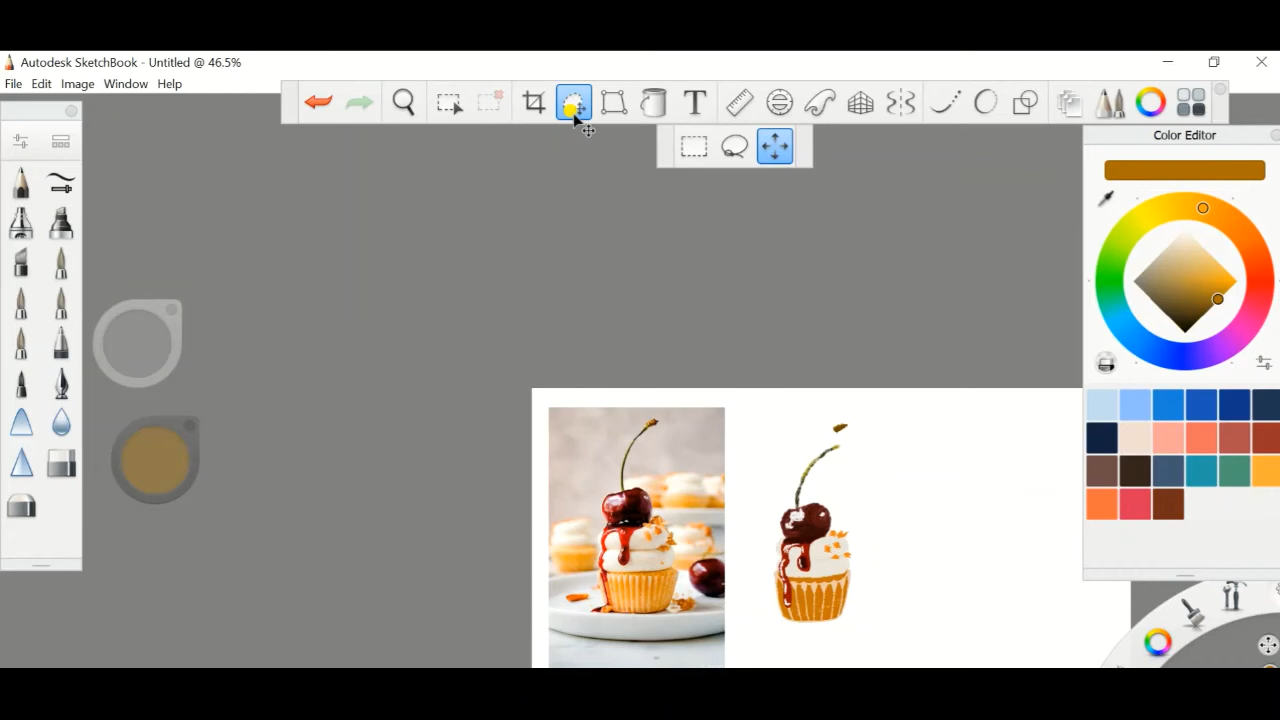 Autodesk SketchBook - Untitled @ 46.5%
File Edit Image Window Help
T
Color Editor